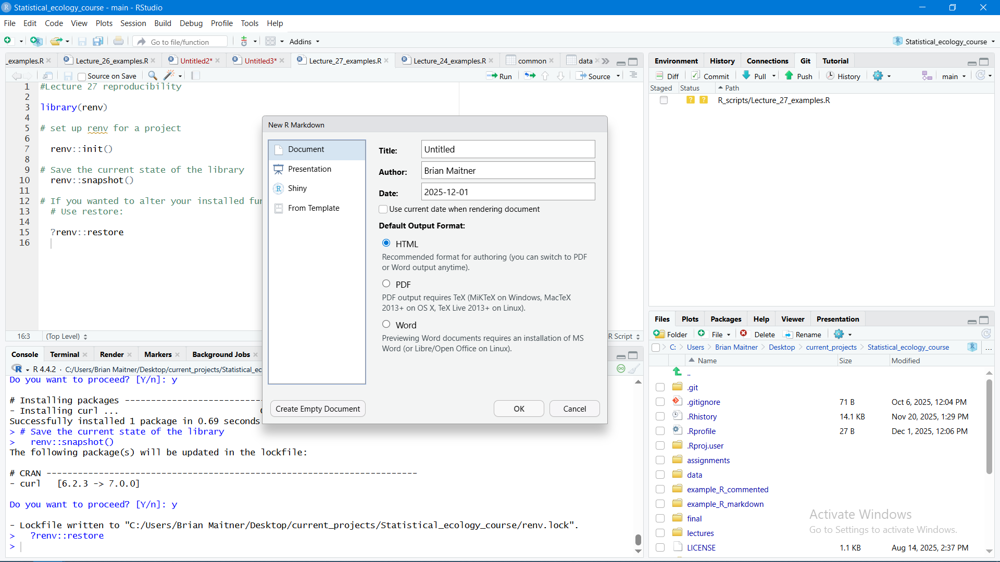 Statistical_ecology_course - main - RStudio
File Edit Code View Plots Session Build Debug Profile Tools Help
Go to file/function
Addins
Statistical_ecology_course
_examples.R
Lecture_26_examples.R
Untitled2*
Untitled3*
Lecture_27_examples.R
Lecture_24_examples.R
common
data
Source on Save
Run
Source
1 #Lecture 27 reproducibility
2
3 library(renv)
4
5 # set up renv for a project
6
7 renv::init()
8
9 # Save the current state of the library
10 renv::snapshot()
11
12 # If you wanted to alter your installed fu
13 # Use restore:
14
15 ?renv::restore
16
16:3
(Top Level)
R Script
New R Markdown
Document
Presentation
Shiny
From Template
Title:
Untitled
Author:
Brian Maitner
Date:
2025-12-01
Use current date when rendering document
Default Output Format:
HTML
Recommended format for authoring (you can switch to PDF
or Word output anytime).
PDF
PDF output requires TeX (MiKTeX on Windows, MacTeX
2013+ on OS X, TeX Live 2013+ on Linux).
Word
Previewing Word documents requires an installation of MS
Word (or Libre/Open Office on Linux).
Create Empty Document
OK
Cancel
Console Terminal Render Markers Background Jobs
R 4.4.2 · C:/Users/Brian Maitner/Desktop/current_projects/Statistical_ec
Do you want to proceed? [Y/n]: y
# Installing packages --------------------------
- Installing curl ...
Successfully installed 1 package in 0.69 seconds
> # Save the current state of the library
> renv::snapshot()
The following package(s) will be updated in the lockfile:
# CRAN -----------------------------------------------------------------------
- curl [6.2.3 -> 7.0.0]
Do you want to proceed? [Y/n]: y
- Lockfile written to "C:/Users/Brian Maitner/Desktop/current_projects/Statistical_ecology_course/renv.lock".
> ?renv::restore
>
Environment History Connections Git Tutorial
Diff Commit Pull Push History main
Staged Status Path
R_scripts/Lecture_27_examples.R
Files Plots Packages Help Viewer Presentation
Folder File Delete Rename
C: Users Brian Maitner Desktop current_projects Statistical_ecology_course ...
Name Size Modified
..
.git
.gitignore 71 B Oct 6, 2025, 12:04 PM
.Rhistory 14.1 KB Nov 20, 2025, 1:29 PM
.Rprofile 27 B Dec 1, 2025, 12:06 PM
.Rproj.user
assignments
data
example_R_commented
example_R_markdown
final
lectures
LICENSE 1.1 KB Aug 14, 2025, 2:37 PM
Activate Windows
Go to Settings to activate Windows.